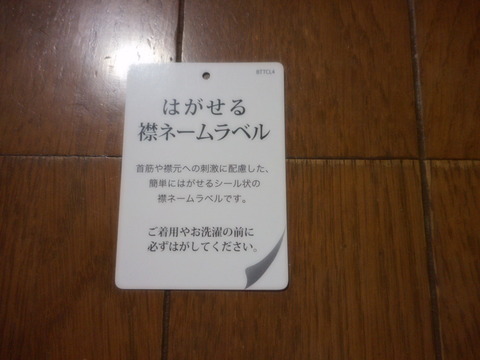 BT7CL4
はがせる
襟ネームラベル
首筋や襟元への刺激に配慮した、
簡単にはがせるシール状の
襟ネームラベルです。
ご着用やお洗濯の前に
必ずはがしてください。